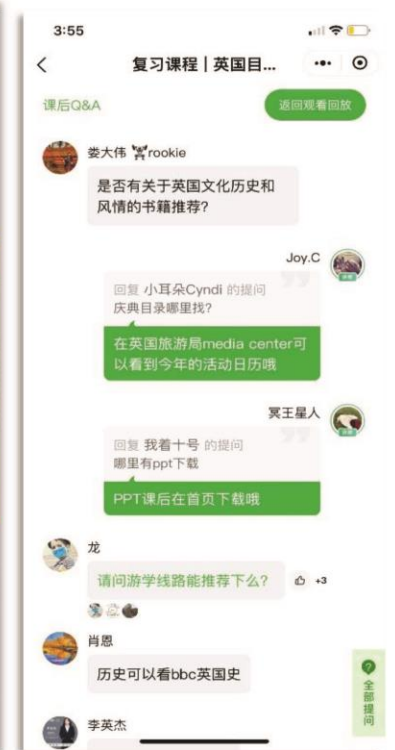 3:55
复习课程 | 英国目...
课后Q&A
返回观看回放
娄大伟 rookie
是否有关于英国文化历史和
风情的书籍推荐?
Joy.C
回复 小耳朵Cyndi 的提问
庆典目录哪里找?
在英国旅游局media center可
以看到今年的活动日历哦
冥王星人
回复 我着十号 的提问
哪里有ppt下载
PPT课后在首页下载哦
龙
请问游学线路能推荐下么?
+3
肖恩
历史可以看bbc英国史
全部提问
李英杰